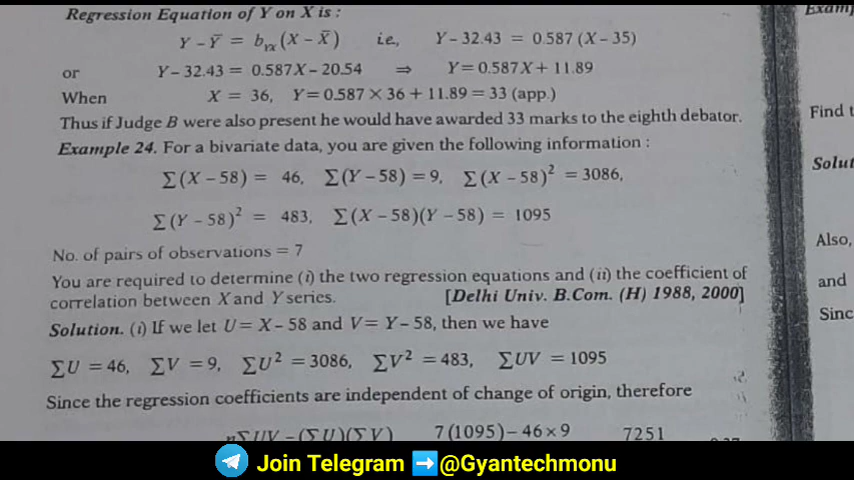 Regression Equation of Y on X is :
Y – Ȳ = bYX (X – X̄) i.e., Y – 32.43 = 0.587 (X – 35)
or Y – 32.43 = 0.587X – 20.54 ⇒ Y = 0.587X + 11.89
When X = 36, Y = 0.587 × 36 + 11.89 = 33 (app.)
Thus if Judge B were also present he would have awarded 33 marks to the eighth debator.
Example 24. For a bivariate data, you are given the following information :
∑(X – 58) = 46, ∑(Y – 58) = 9, ∑(X – 58)² = 3086,
∑(Y – 58)² = 483, ∑(X – 58)(Y – 58) = 1095
No. of pairs of observations = 7
You are required to determine (i) the two regression equations and (ii) the coefficient of
correlation between X and Y series. [Delhi Univ. B.Com. (H) 1988, 2000]
Solution. (i) If we let U = X – 58 and V = Y – 58, then we have
∑U = 46, ∑V = 9, ∑U² = 3086, ∑V² = 483, ∑UV = 1095
Since the regression coefficients are independent of change of origin, therefore
n∑UV – (∑U)(∑V) 7(1095) – 46 × 9 7251
Examp
Find t
Solut
Also,
and
Sinc
Join Telegram ➡️@Gyantechmonu